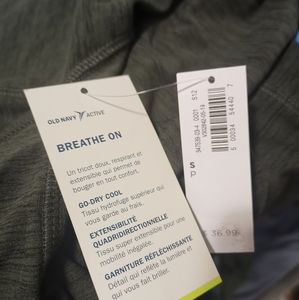 OLD NAVY ACTIVE
BREATHE ON
Un tricot doux, respirant et
extensible qui permet de
bouger en tout confort.
GO-DRY COOL
Tissu hydrofuge supérieur qui
vous garde au frais.
EXTENSIBILITÉ
QUADRIDIRECTIONNELLE
Tissu super extensible pour une
mobilité inégalée.
GARNITURE RÉFLÉCHISSANTE
Détail qui reflète la lumière et
qui vous fait briller.
S
P
36.99